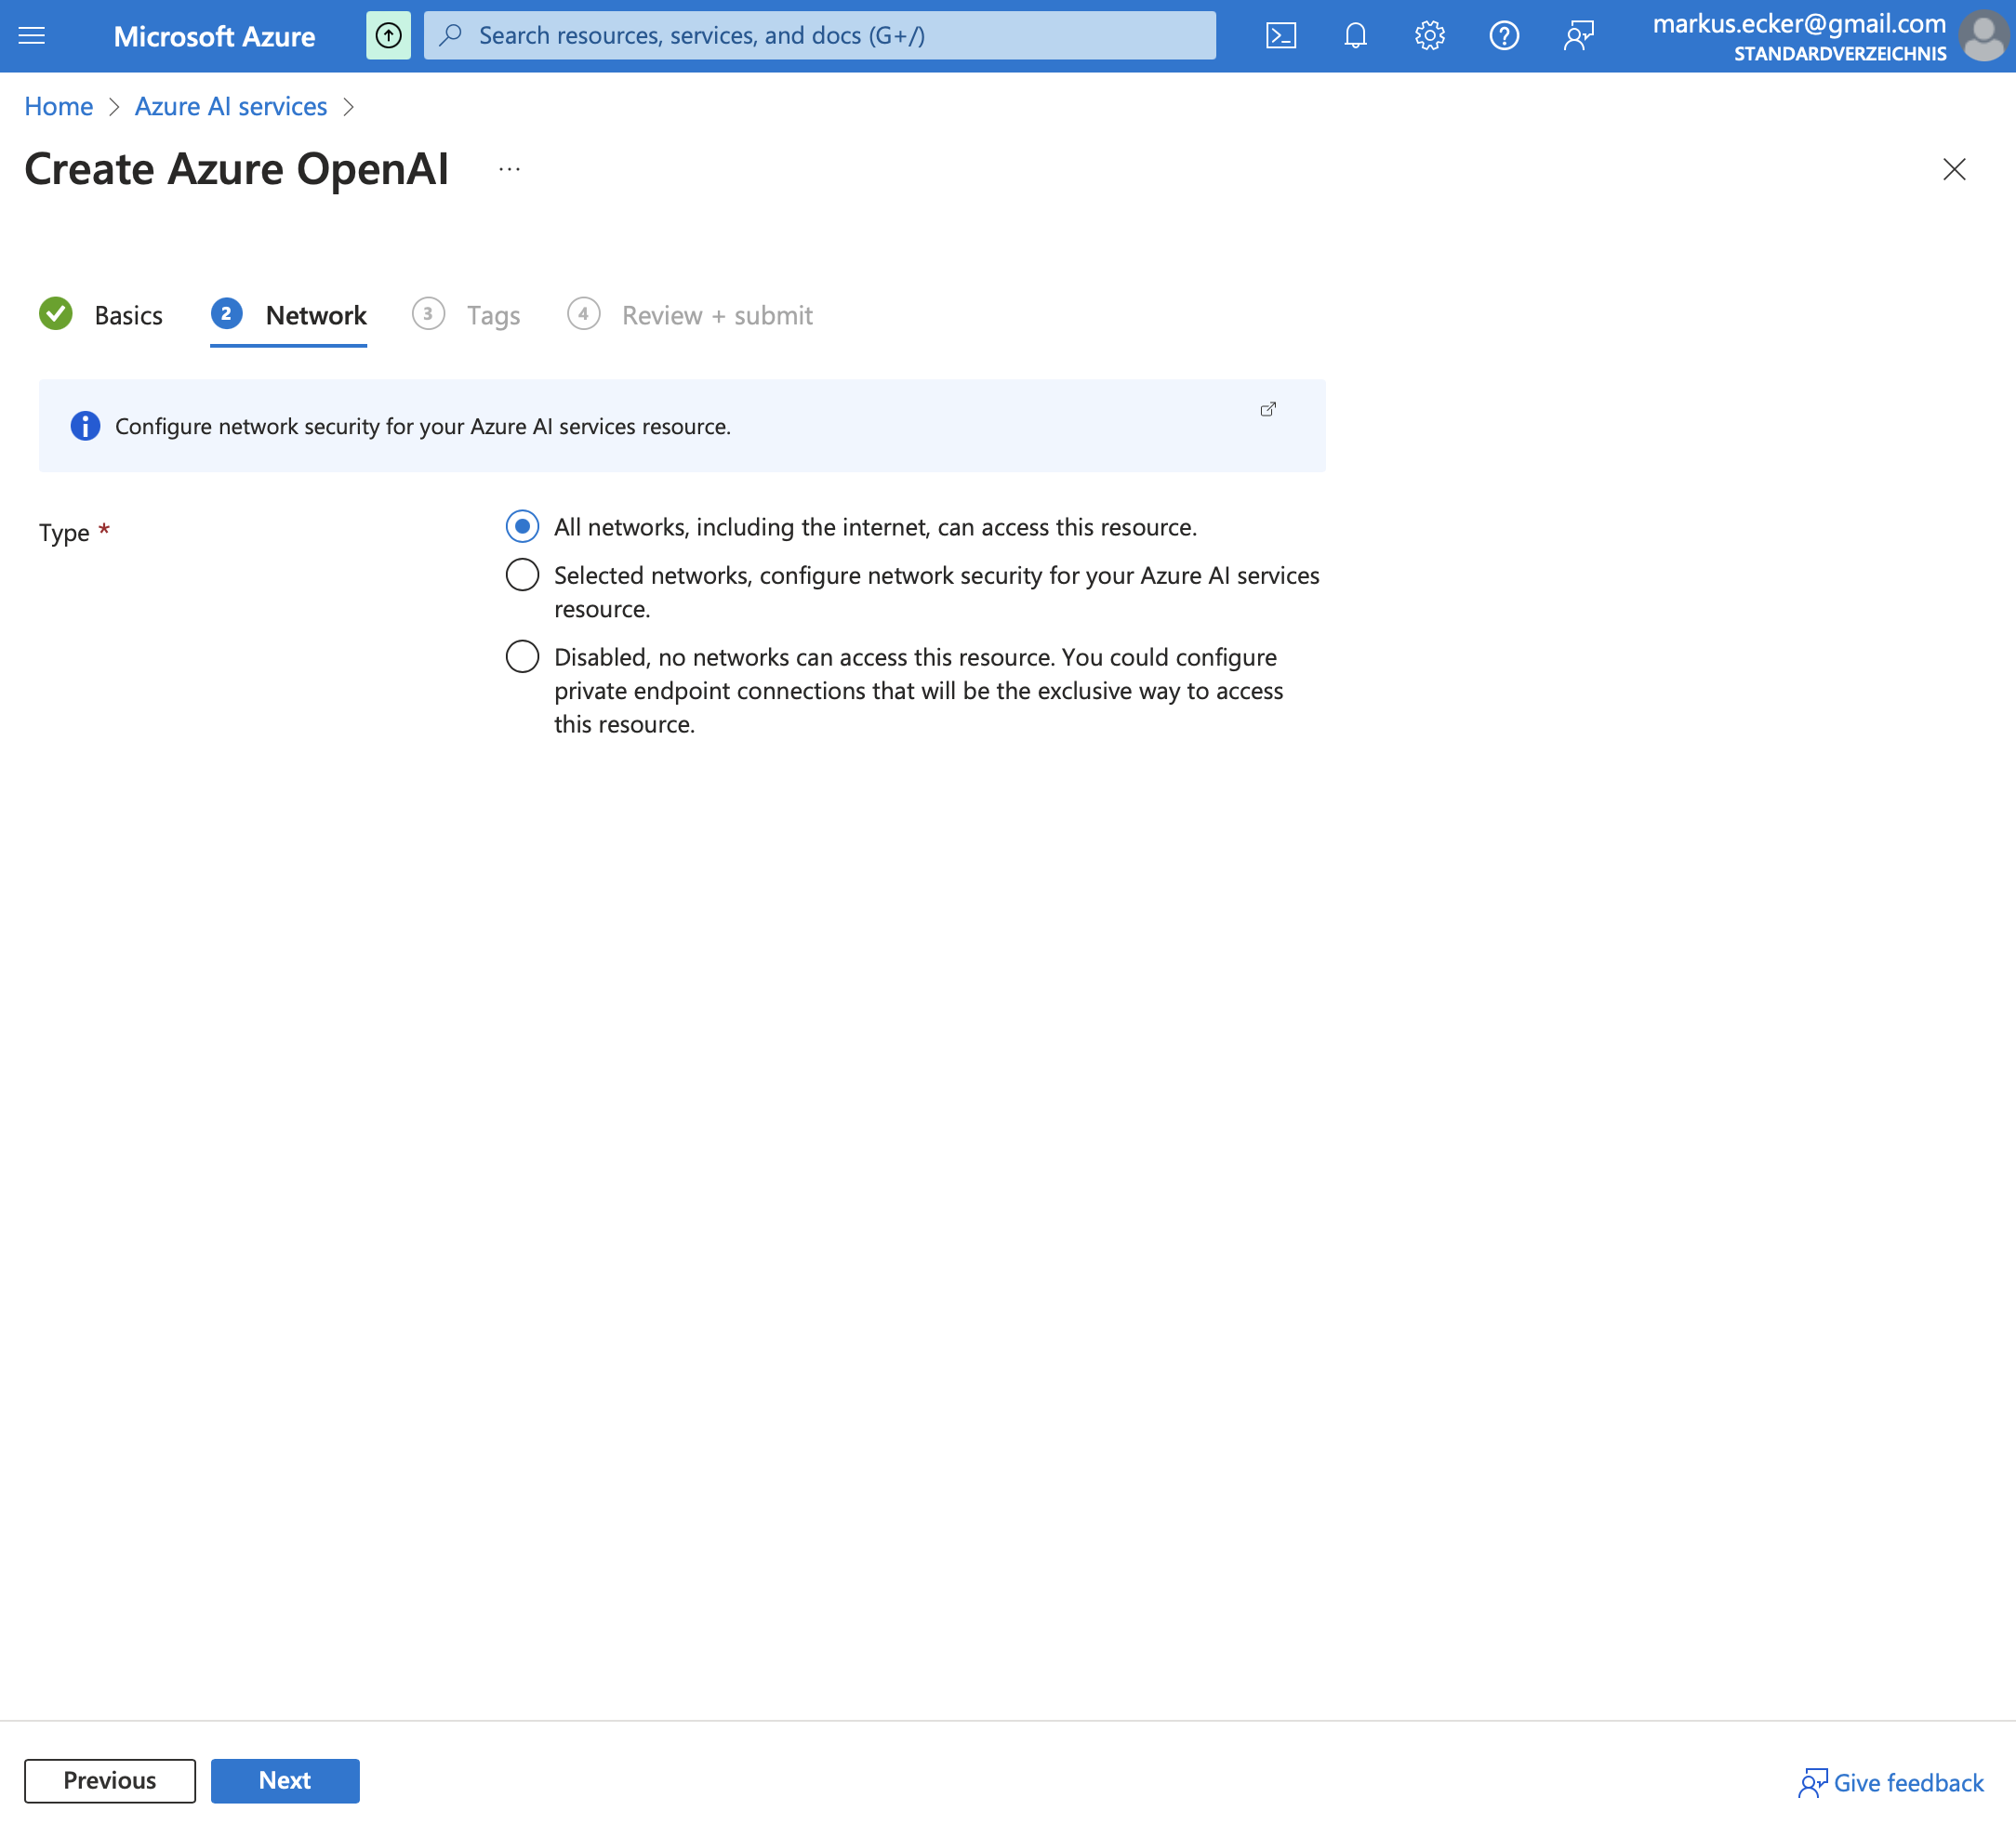 Microsoft Azure
Search resources, services, and docs (G+/)
markus.ecker@gmail.com
STANDARDVERZEICHNIS
Home > Azure AI services >
Create Azure OpenAI ...
Basics 2 Network 3 Tags 4 Review + submit
Configure network security for your Azure AI services resource.
Type *
All networks, including the internet, can access this resource.
Selected networks, configure network security for your Azure AI services
resource.
Disabled, no networks can access this resource. You could configure
private endpoint connections that will be the exclusive way to access
this resource.
Previous Next
Give feedback